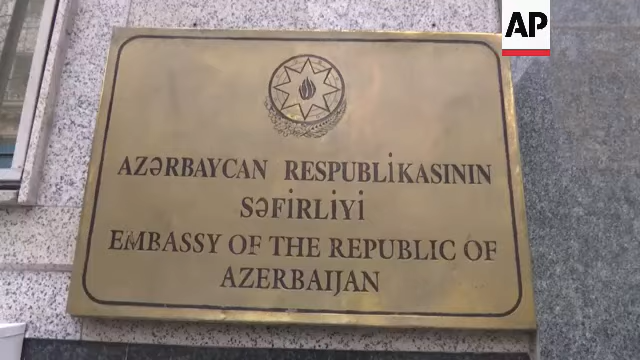 AP
AZƏRBAYCAN RESPUBLİKASININ
SƏFİRLİYİ
EMBASSY OF THE REPUBLIC OF
AZERBAIJAN